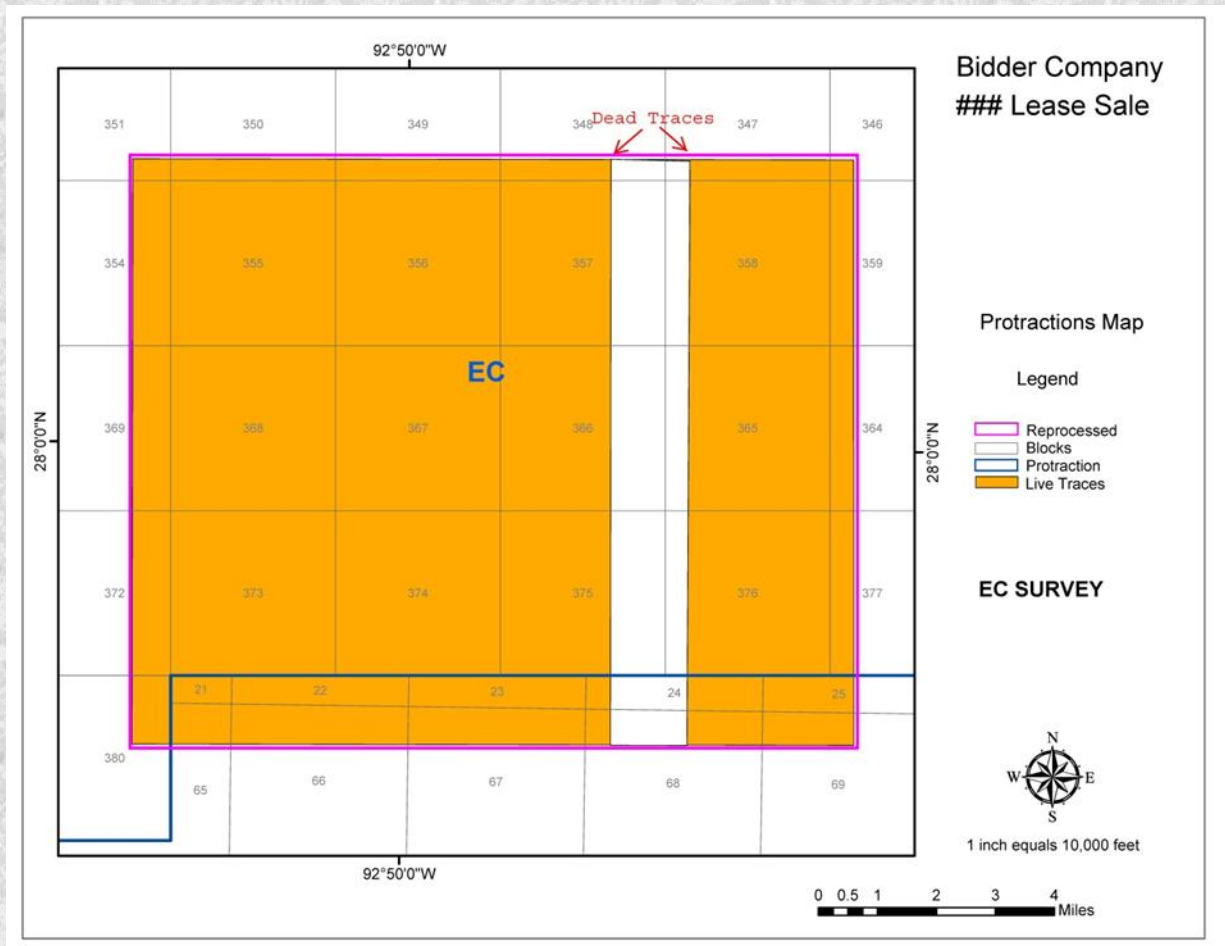 92°50'0"W
Bidder Company
### Lease Sale
351 350 349 348 347 346
Dead Traces
354 355 356 357 358 359
Protractions Map
EC
Legend
369 368 367 366 365 364
28°0'0"N
28°0'0"N
Reprocessed
Blocks
Protraction
Live Traces
372 373 374 375 376 377
EC SURVEY
21 22 23 24 25
380
65 66 67 68 69
N
W E
S
1 inch equals 10,000 feet
92°50'0"W
0 0.5 1 2 3 4
Miles